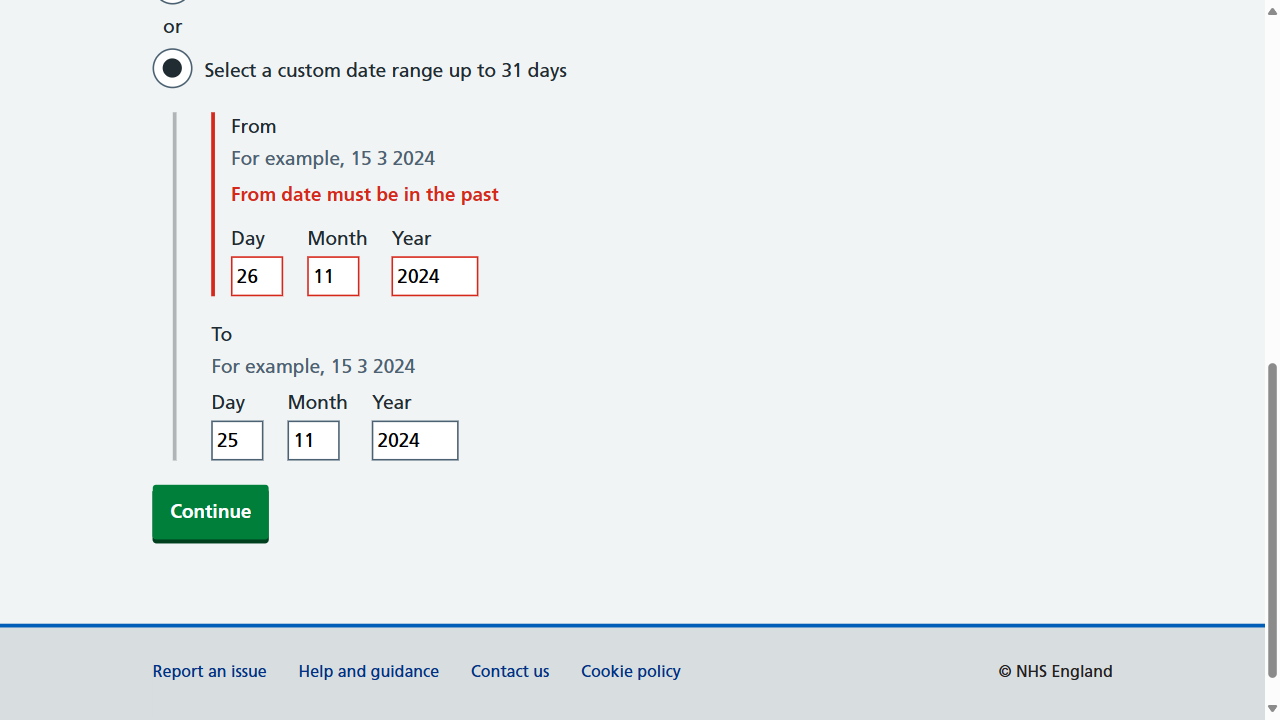 or
Select a custom date range up to 31 days
From
For example, 15 3 2024
From date must be in the past
Day Month Year
26 11 2024
To
For example, 15 3 2024
Day Month Year
25 11 2024
Continue
Report an issue Help and guidance Contact us Cookie policy © NHS England